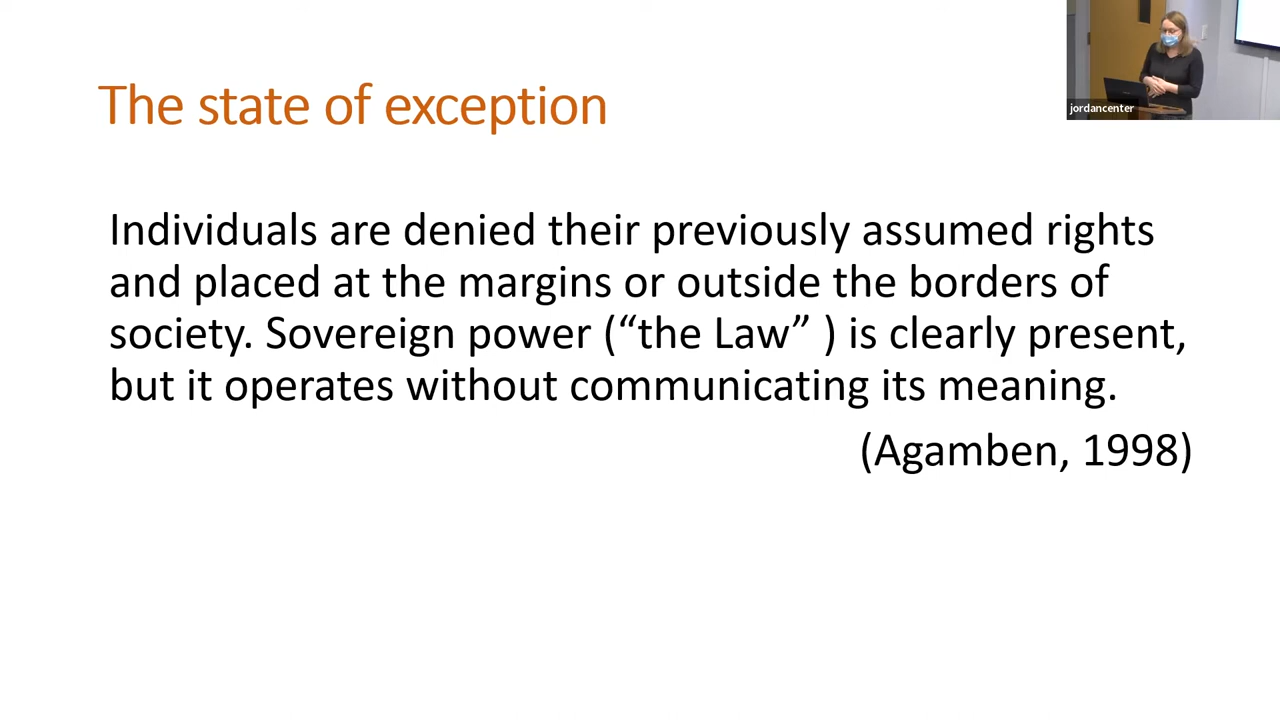 The state of exception
jordancenter
Individuals are denied their previously assumed rights
and placed at the margins or outside the borders of
society. Sovereign power (“the Law” ) is clearly present,
but it operates without communicating its meaning.
(Agamben, 1998)